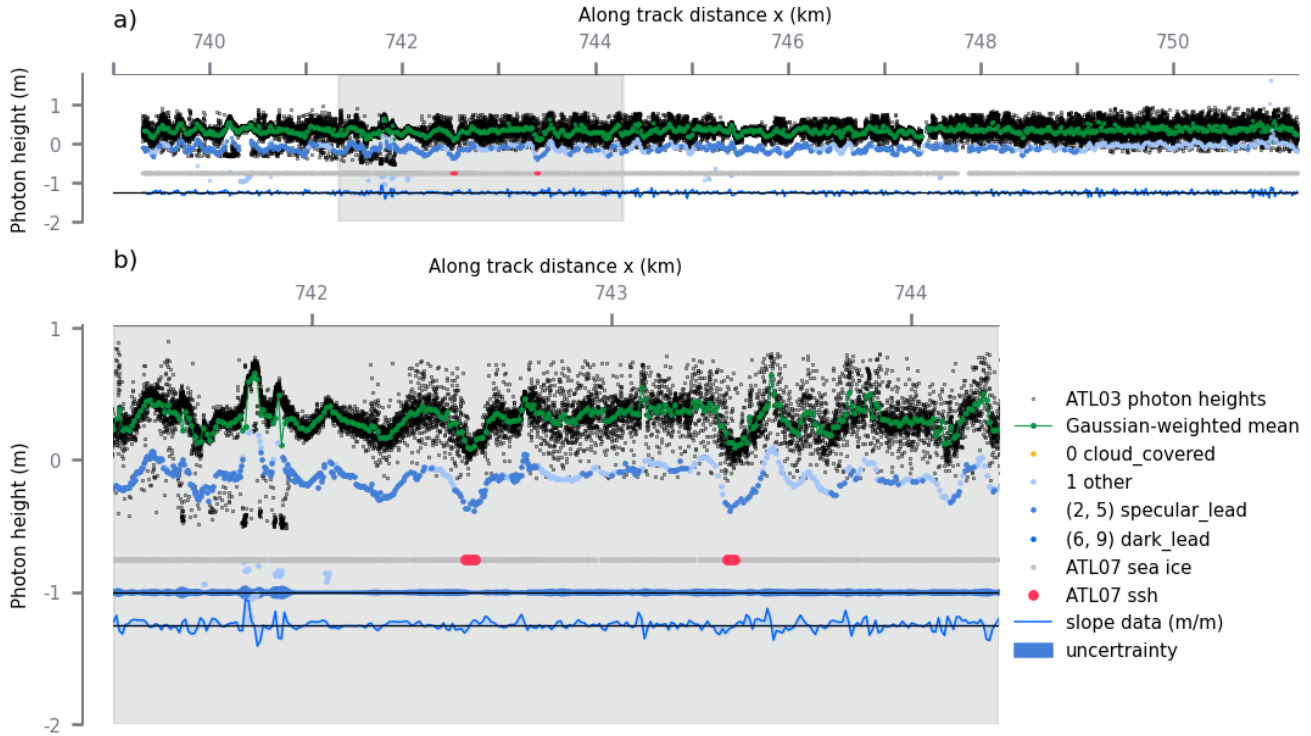 a)
Along track distance x (km)
740 742 744 746 748 750
Photon height (m)
1
0
-1
-2
b)
Along track distance x (km)
742 743 744
Photon height (m)
1
0
-1
-2
ATL03 photon heights
Gaussian-weighted mean
0 cloud_covered
1 other
(2, 5) specular_lead
(6, 9) dark_lead
ATL07 sea ice
ATL07 ssh
slope data (m/m)
uncertainty